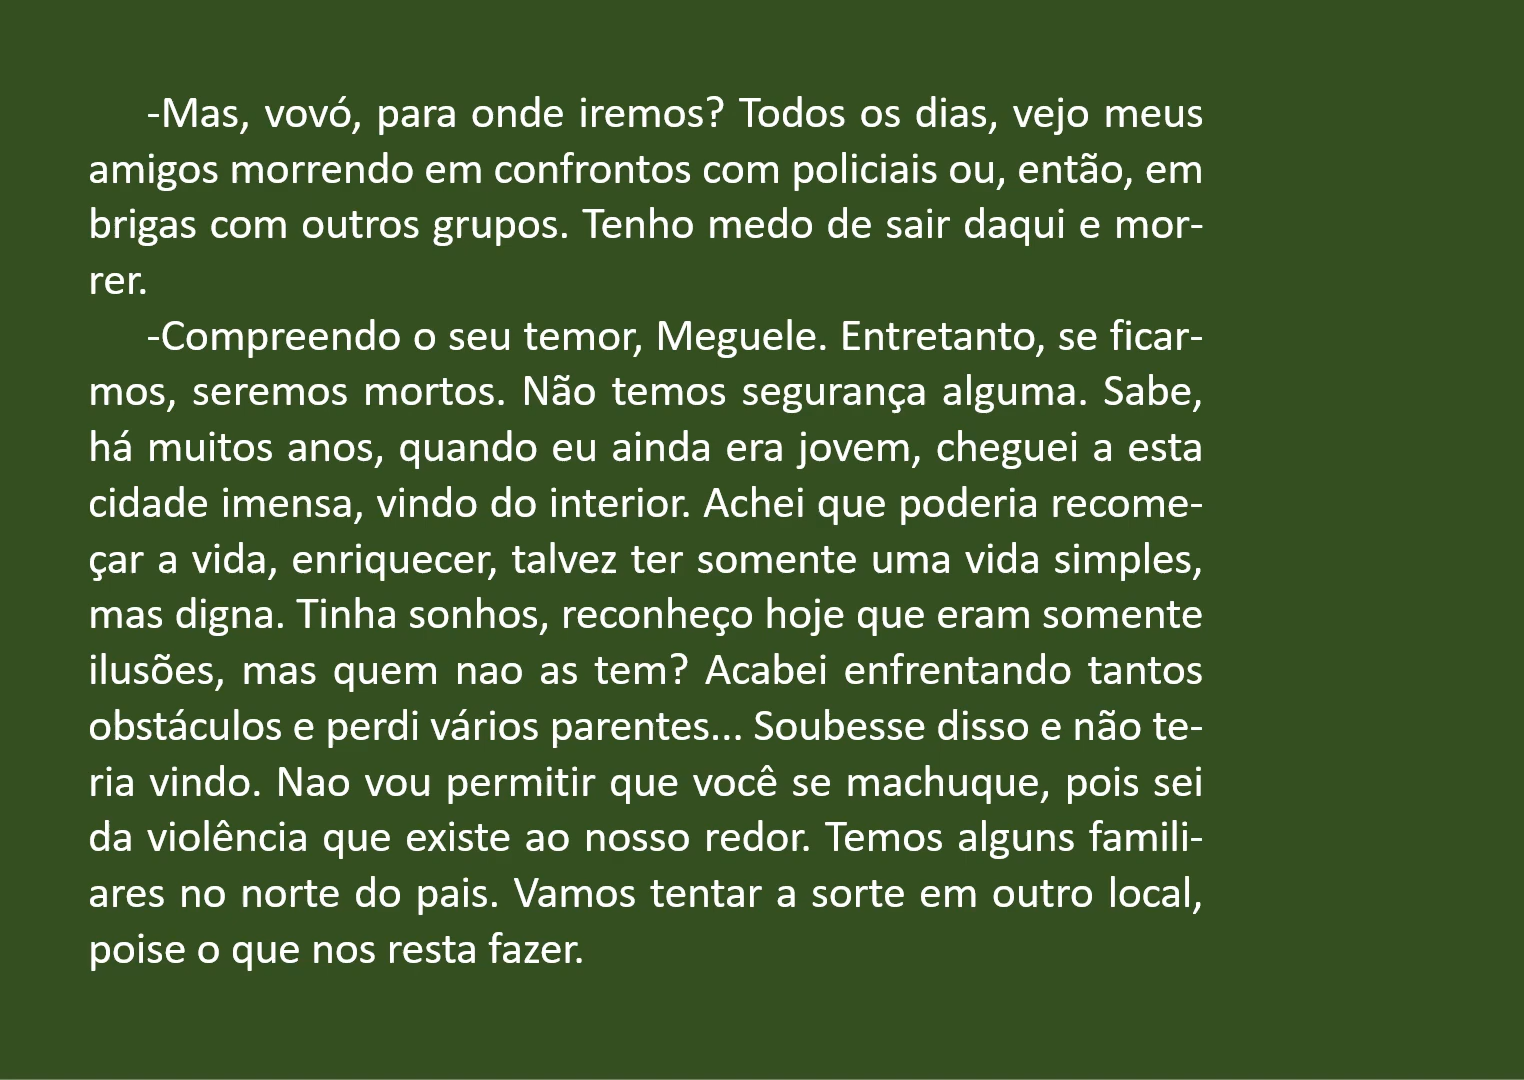 -Mas, vovó, para onde iremos? Todos os dias, vejo meus
amigos morrendo em confrontos com policiais ou, então, em
brigas com outros grupos. Tenho medo de sair daqui e mor-
rer.
-Compreendo o seu temor, Meguele. Entretanto, se ficar-
mos, seremos mortos. Não temos segurança alguma. Sabe,
há muitos anos, quando eu ainda era jovem, cheguei a esta
cidade imensa, vindo do interior. Achei que poderia recome-
çar a vida, enriquecer, talvez ter somente uma vida simples,
mas digna. Tinha sonhos, reconheço hoje que eram somente
ilusões, mas quem nao as tem? Acabei enfrentando tantos
obstáculos e perdi vários parentes... Soubesse disso e não te-
ria vindo. Nao vou permitir que você se machuque, pois sei
da violência que existe ao nosso redor. Temos alguns famili-
ares no norte do pais. Vamos tentar a sorte em outro local,
poise o que nos resta fazer.